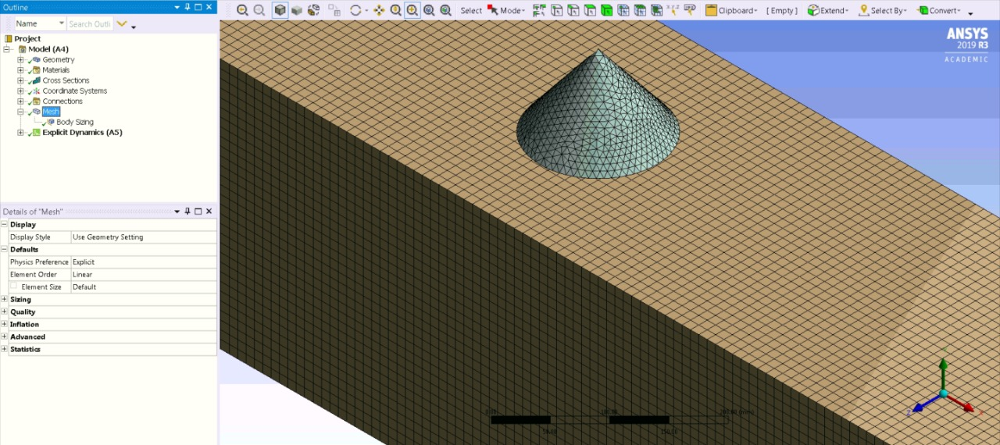 Outline
Name
Search Outli
Project
Model (A4)
Geometry
Materials
Cross Sections
Coordinate Systems
Connections
Mesh
Body Sizing
Explicit Dynamics (A5)
Details of "Mesh"
Display
Display Style Use Geometry Setting
Defaults
Physics Preference Explicit
Element Order Linear
Element Size Default
Sizing
Quality
Inflation
Advanced
Statistics
Select Mode Clipboard [ Empty ] Extend Select By Convert
ANSYS
2019 R3
ACADEMIC